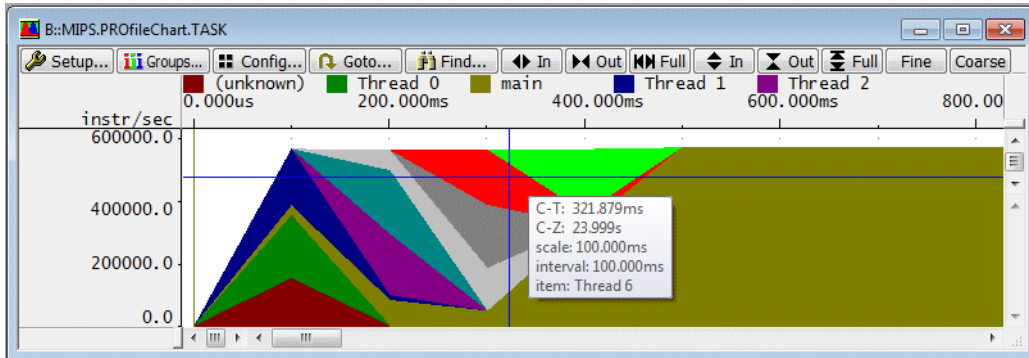 B::MIPS.PROfileChart.TASK
Setup... Groups... Config... Goto... Find... In Out Full In Out Full Fine Coarse
(unknown) Thread 0 main Thread 1 Thread 2
0.000us 200.000ms 400.000ms 600.000ms 800.00
instr/sec
600000.0
400000.0
200000.0
0.0
C-T: 321.879ms
C-Z: 23.999s
scale: 100.000ms
interval: 100.000ms
item: Thread 6